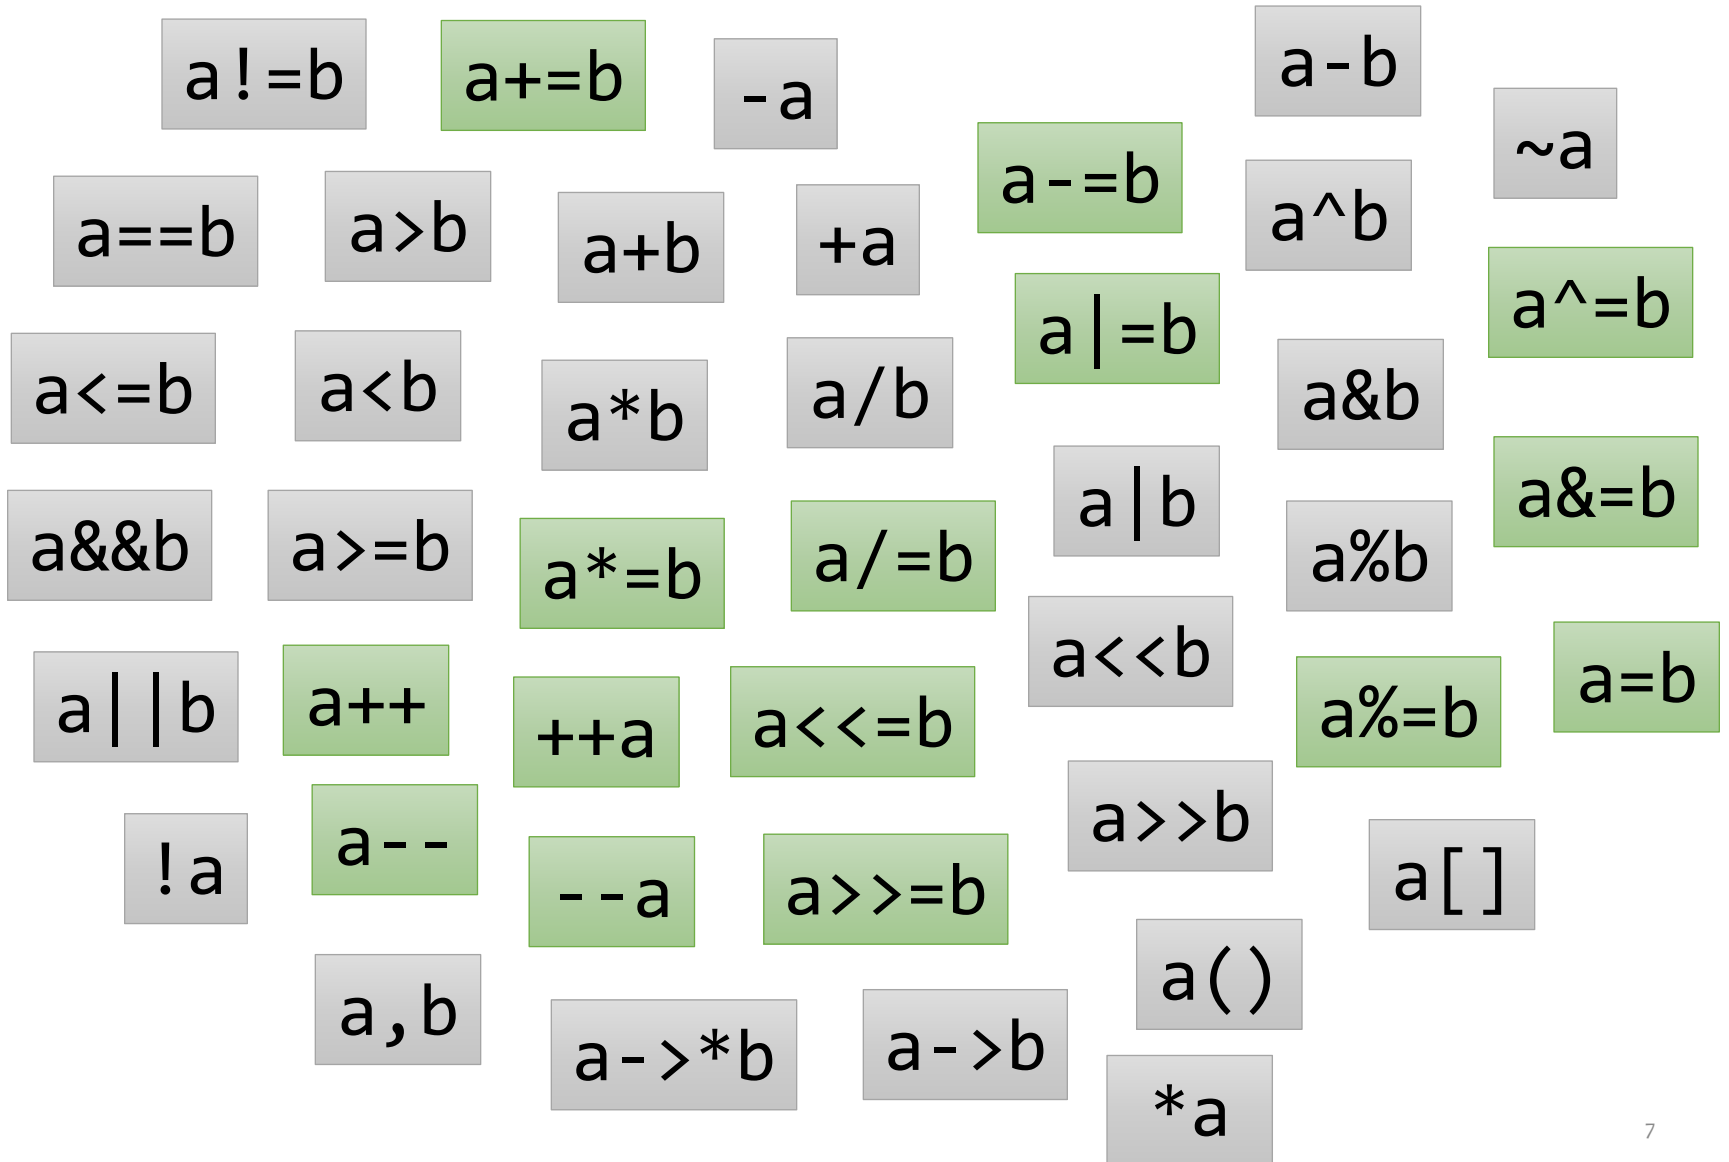 a!=b
a+=b
-a
a-b
~a
a-=b
a^b
a==b
a>b
a+b
+a
a^=b
a|=b
a<=b
a<b
a*b
a/b
a&b
a|b
a&=b
a&&b
a>=b
a*=b
a/=b
a%b
a<<b
a||b
a++
++a
a<<=b
a%=b
a=b
a>>b
!a
a--
--a
a>>=b
a[]
a()
a,b
a->*b
a->b
*a
7